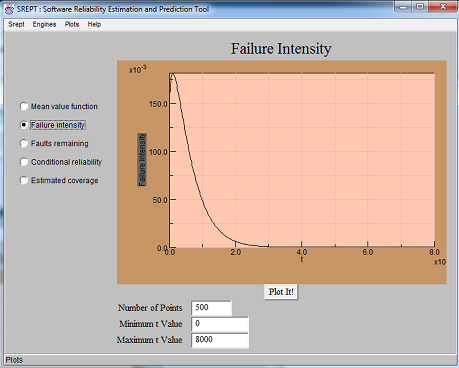 SREPT : Software Reliability Estimation and Prediction Tool
Srept Engines Plots Help
Failure Intensity
x10-3
Mean value function
Failure intensity
Faults remaining
Conditional reliability
Estimated coverage
150.0
100.0
50.0
0.0
Failure Intensity
0.0 2.0 4.0 6.0 8.0
t
x10
Plot It!
Number of Points 500
Minimum t Value 0
Maximum t Value 8000
Plots